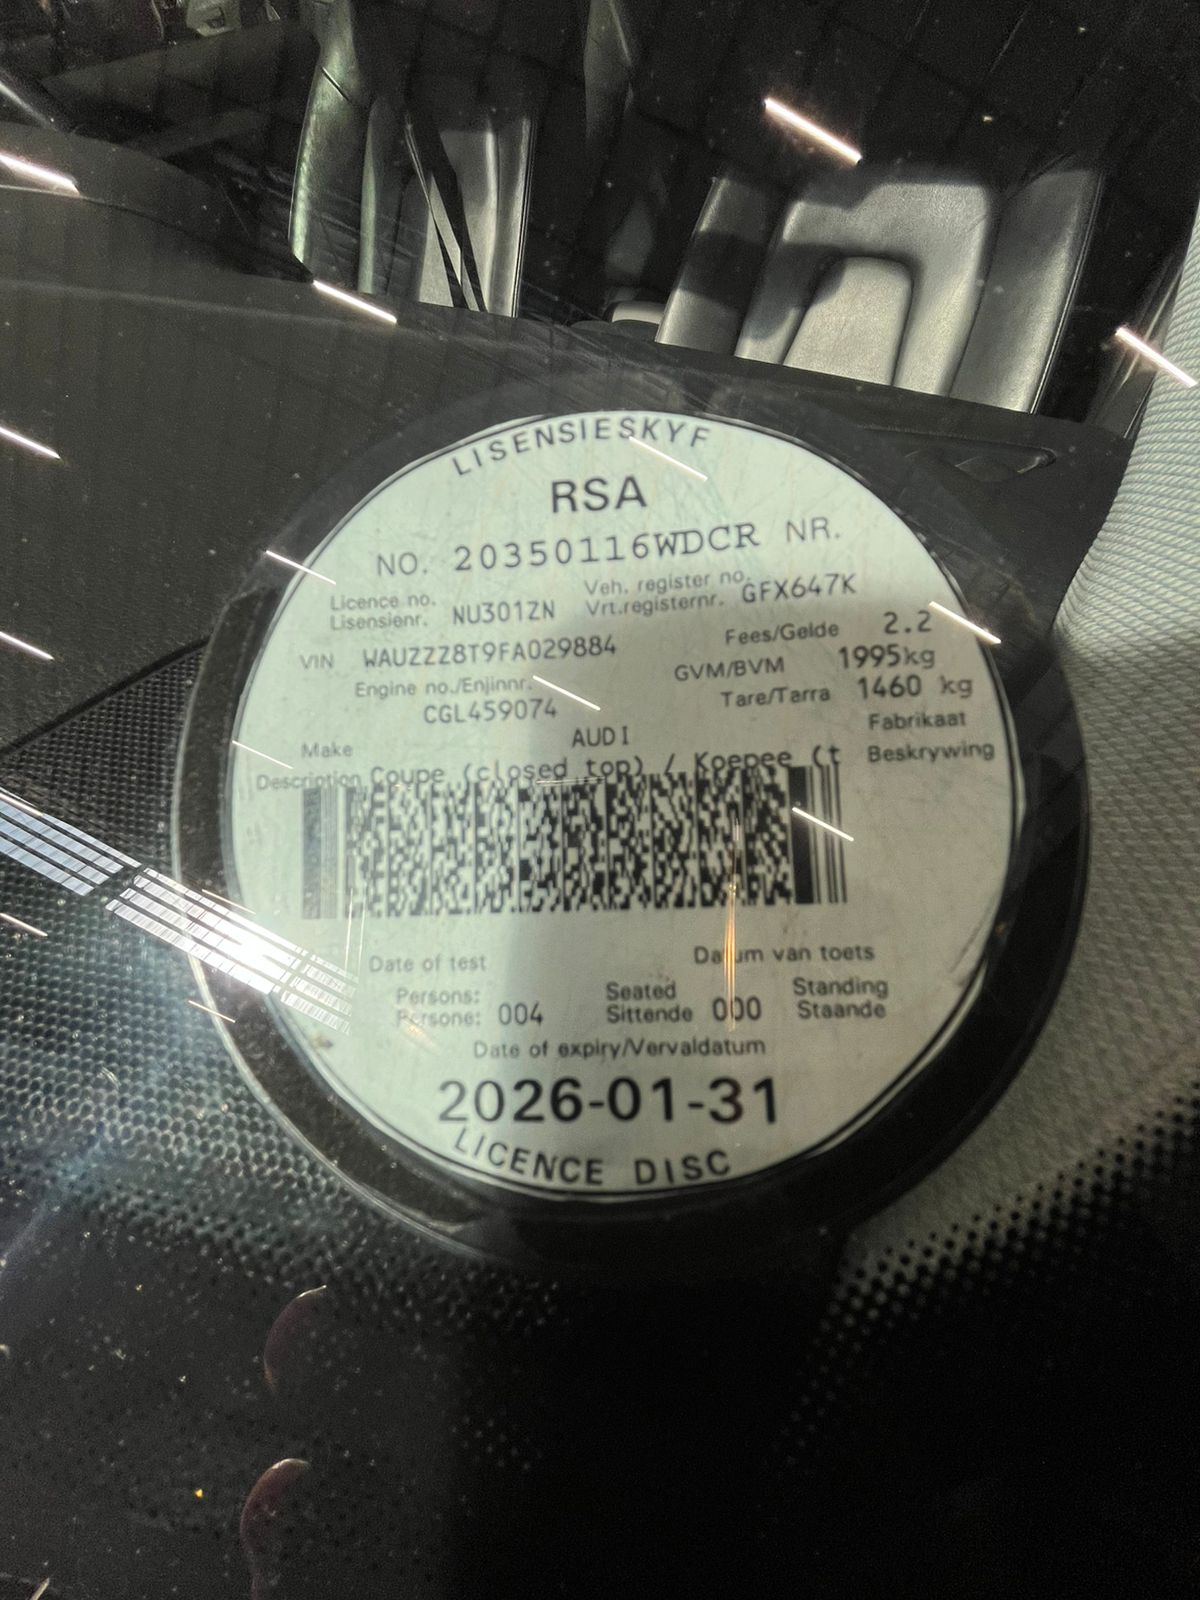 LISENSIESKYF
RSA
NO. 20350116WDCR NR.
Licence no. Lisensienr. NU301ZN Veh. register no. Vrt.registernr. GFX647K
VIN WAUZZZ8T9FA029884 Fees/Gelde 2.2
Engine no./Enjinnr. GVM/BVM 1995kg
CGL459074 Tare/Tarra 1460 kg
Make AUDI Fabrikaat
Description Coupe (closed top) / Koepee (t Beskrywing
Date of test Datum van toets
Persons: Seated Standing
Persone: 004 Sittende 000 Staande
Date of expiry/Vervaldatum
2026-01-31
LICENCE DISC